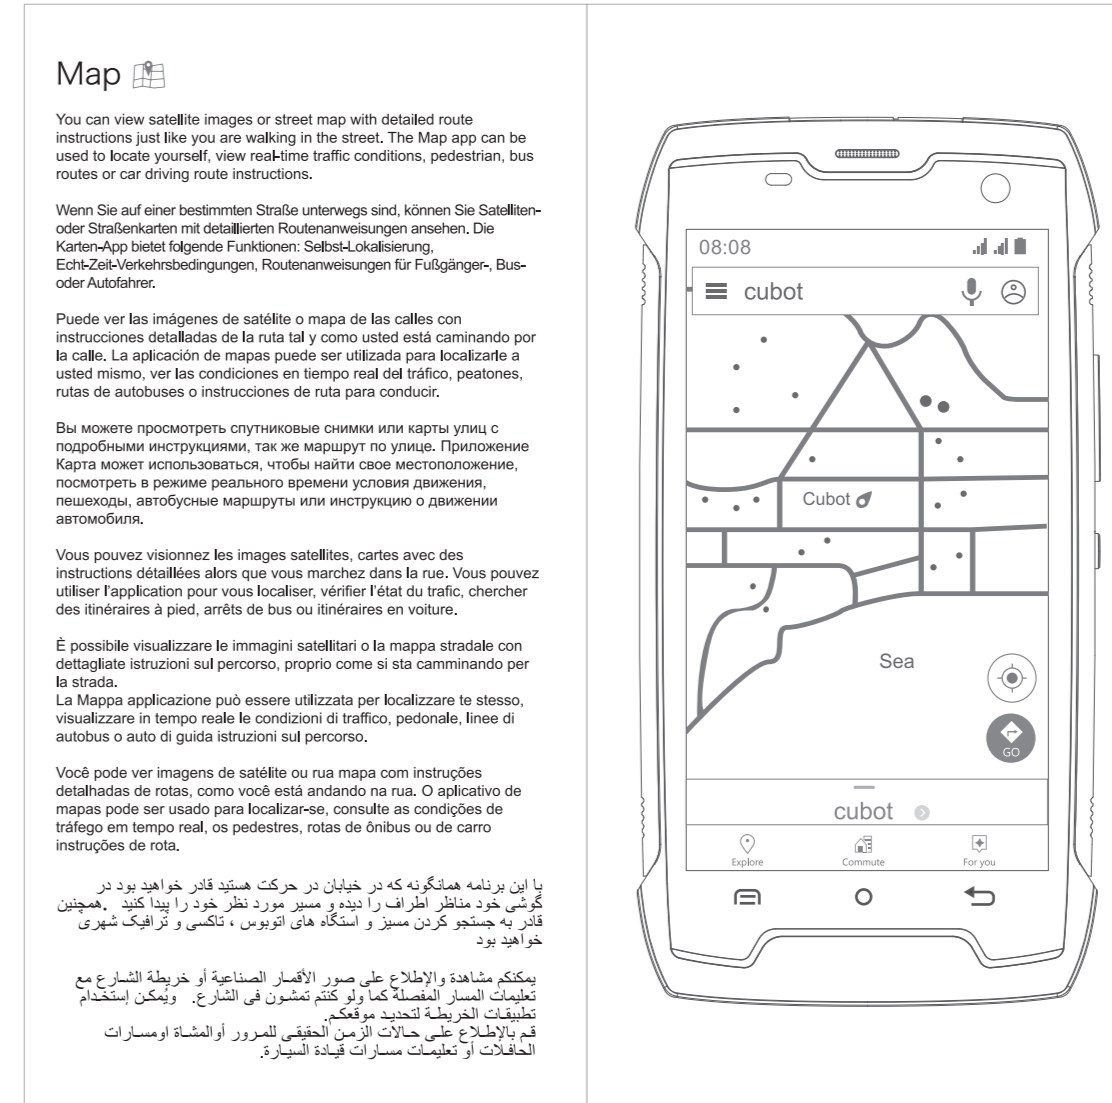 Map
You can view satellite images or street map with detailed route
instructions just like you are walking in the street. The Map app can be
used to locate yourself, view real-time traffic conditions, pedestrian, bus
routes or car driving route instructions.
Wenn Sie auf einer bestimmten Straße unterwegs sind, können Sie Satelliten-
oder Straßenkarten mit detaillierten Routenanweisungen ansehen. Die
Karten-App bietet folgende Funktionen: Selbst-Lokalisierung,
Echt-Zeit-Verkehrsbedingungen, Routenanweisungen für Fußgänger-, Bus-
oder Autofahrer.
Puede ver las imágenes de satélite o mapa de las calles con
instrucciones detalladas de la ruta tal y como usted está caminando por
la calle. La aplicación de mapas puede ser utilizada para localizarle a
usted mismo, ver las condiciones en tiempo real del tráfico, peatones,
rutas de autobuses o instrucciones de ruta para conducir.
Вы можете просмотреть спутниковые снимки или карты улиц с
подробными инструкциями, так же маршрут по улице. Приложение
Карта может использоваться, чтобы найти свое местоположение,
посмотреть в режиме реального времени условия движения,
пешеходы, автобусные маршруты или инструкцию о движении
автомобиля.
Vous pouvez visionnez les images satellites, cartes avec des
instructions détaillées alors que vous marchez dans la rue. Vous pouvez
utiliser l'application pour vous localiser, vérifier l'état du trafic, chercher
des itinéraires à pied, arrêts de bus ou itinéraires en voiture.
È possibile visualizzare le immagini satellitari o la mappa stradale con
dettagliate istruzioni sul percorso, proprio come si sta camminando per
la strada.
La Mappa applicazione può essere utilizzata per localizzare te stesso,
visualizzare in tempo reale le condizioni di traffico, pedonale, linee di
autobus o auto di guida istruzioni sul percorso.
Você pode ver imagens de satélite ou rua mapa com instruções
detalhadas de rotas, como você está andando na rua. O aplicativo de
mapas pode ser usado para localizar-se, consulte as condições de
tráfego em tempo real, os pedestres, rotas de ônibus ou de carro
instruções de rota.
با این برنامه همانگونه که در خیابان در حرکت هستید قادر خواهید بود در
گوشی خود مناظر اطراف را دیده و مسیر مورد نظر خود را پیدا کنید .همچنین
قادر به جستجو کردن مسیز و استگاه های اتوبوس ، تاکسی و ترافیک شهری
خواهید بود
يمكنكم مشاهدة والإطلاع على صور الأقمار الصناعية أو خريطة الشارع مع
تعليمات المسار المفصلة كما ولو كنتم تمشون فى الشارع. ويُمكن إستخدام
تطبيقات الخريطة لتحديد موقعكم.
قم بالإطلاع على حالات الزمن الحقيقى للمرور أوالمشاة اومسارات
الحافلات أو تعليمات مسارات قيادة السيارة.
08:08
cubot
Cubot
Sea
GO
cubot
Explore
Commute
For you